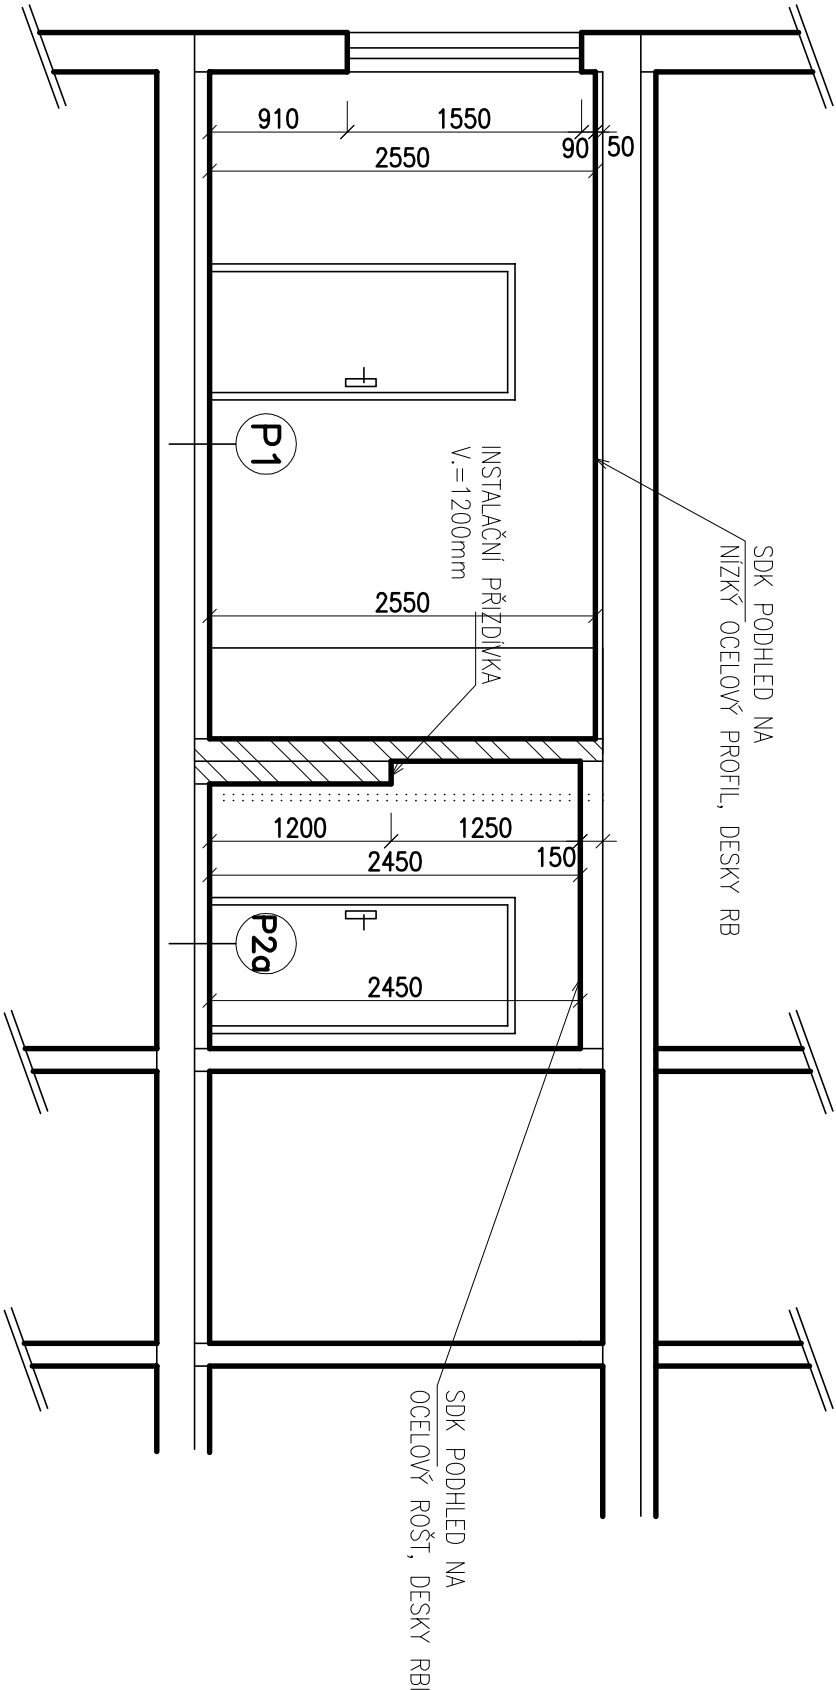 910
1550
90
50
2550
SDK PODHLED NA
NÍZKÝ OCELOVÝ PROFIL, DESKY RB
P1
INSTALAČNÍ PŘIZDÍVKA
V.=1200mm
2550
1200
1250
150
2450
P2a
2450
SDK PODHLED NA
OCELOVÝ ROŠT, DESKY RBI